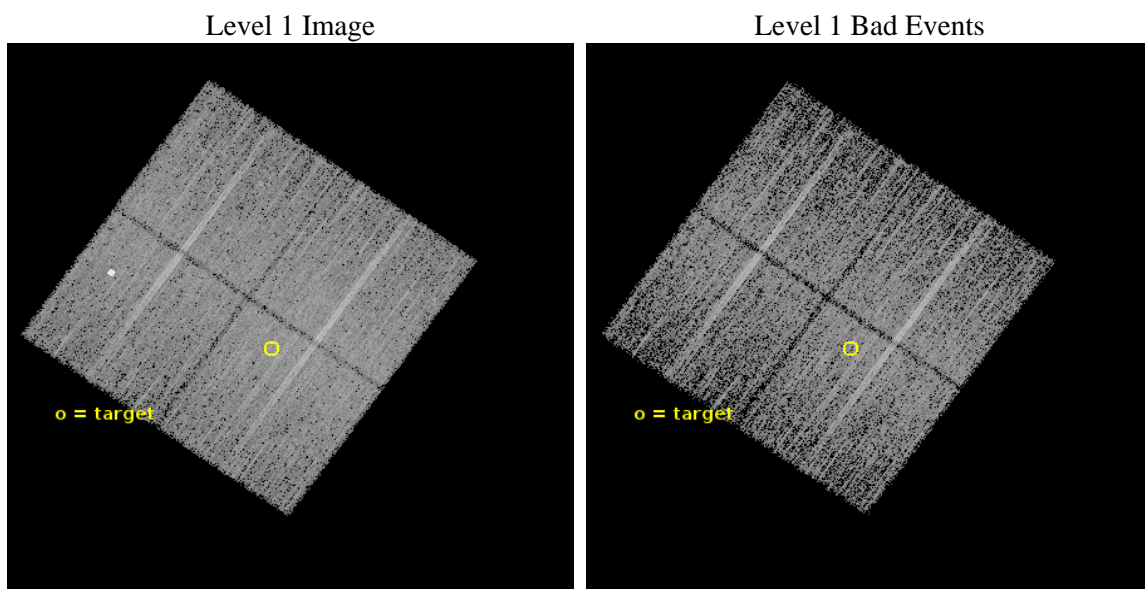 Level 1 Image
Level 1 Bad Events
o = target
o = target